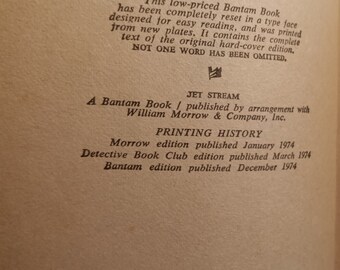 This low-priced Bantam Book
has been completely reset in a type face
designed for easy reading, and was printed
from new plates. It contains the complete
text of the original hard-cover edition.
NOT ONE WORD HAS BEEN OMITTED.
JET STREAM
A Bantam Book / published by arrangement with
William Morrow & Company, Inc.
PRINTING HISTORY
Morrow edition published January 1974
Detective Book Club edition published March 1974
Bantam edition published December 1974